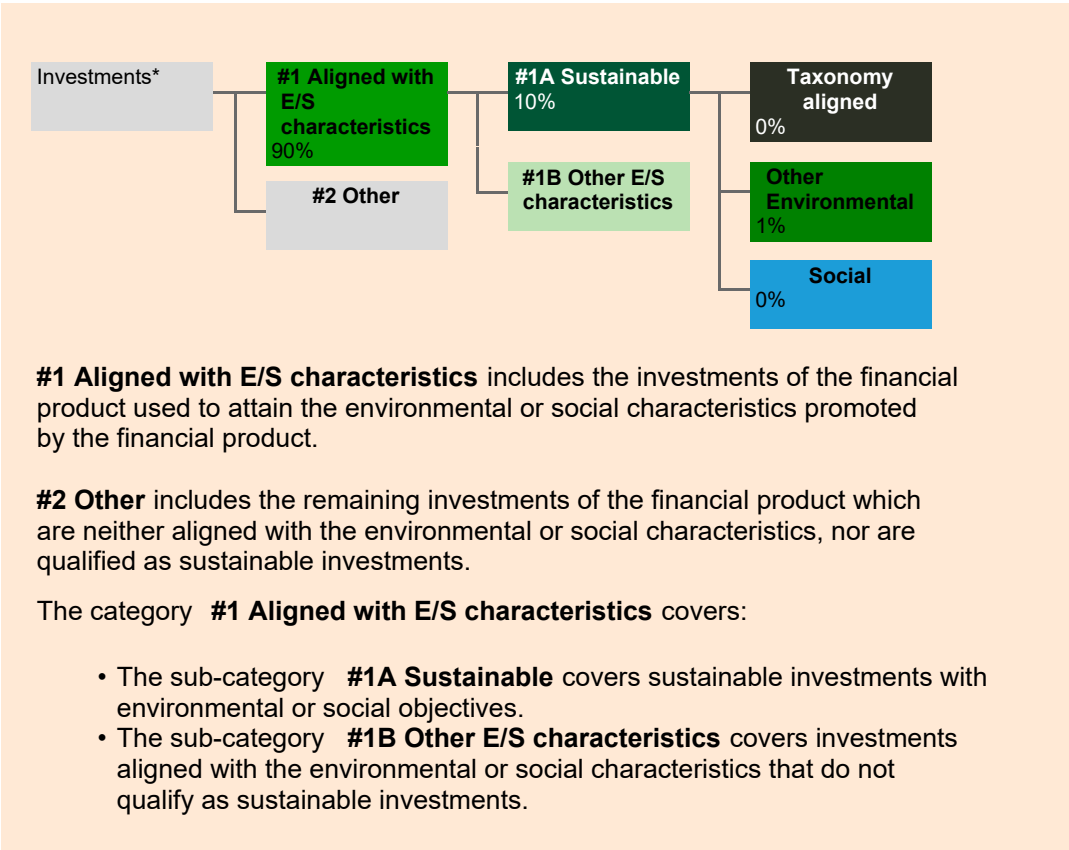 Investments*
#1 Aligned with
E/S
characteristics
90%
#2 Other
#1A Sustainable
10%
#1B Other E/S
characteristics
Taxonomy
aligned
0%
Other
Environmental
1%
Social
0%
#1 Aligned with E/S characteristics includes the investments of the financial
product used to attain the environmental or social characteristics promoted
by the financial product.
#2 Other includes the remaining investments of the financial product which
are neither aligned with the environmental or social characteristics, nor are
qualified as sustainable investments.
The category #1 Aligned with E/S characteristics covers:
• The sub-category #1A Sustainable covers sustainable investments with
environmental or social objectives.
• The sub-category #1B Other E/S characteristics covers investments
aligned with the environmental or social characteristics that do not
qualify as sustainable investments.